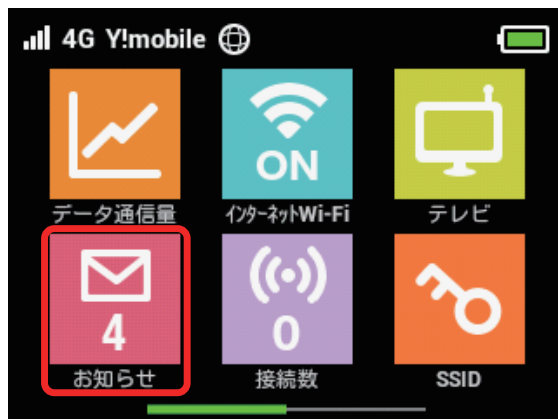 4G Y!mobile
ON
データ通信量
インターネットWi-Fi
テレビ
4
0
お知らせ
接続数
SSID